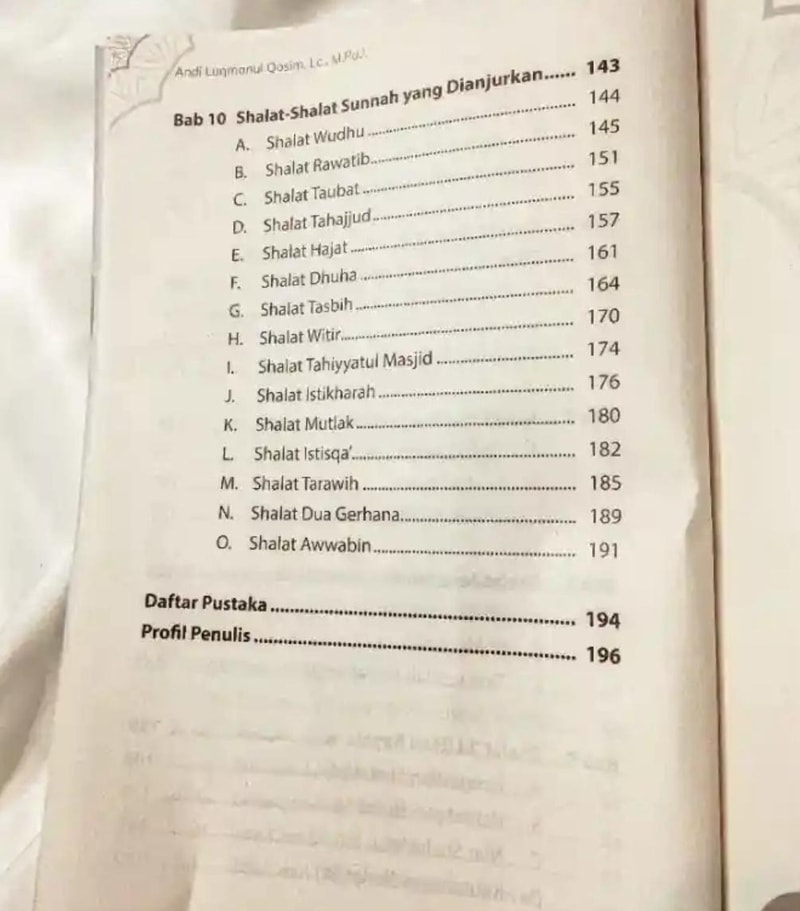 Andi Luqmanul Qosim, Lc., M.Pd.I.
Bab 10 Shalat-Shalat Sunnah yang Dianjurkan...... 143
A. Shalat Wudhu ........................................ 144
B. Shalat Rawatib........................................ 145
C. Shalat Taubat ........................................ 151
D. Shalat Tahajjud........................................ 155
E. Shalat Hajat ........................................ 157
F. Shalat Dhuha ........................................ 161
G. Shalat Tasbih ........................................ 164
H. Shalat Witir........................................ 170
I. Shalat Tahiyyatul Masjid ........................... 174
J. Shalat Istikharah ........................................ 176
K. Shalat Mutlak ........................................ 180
L. Shalat Istisqa'........................................ 182
M. Shalat Tarawih ........................................ 185
N. Shalat Dua Gerhana.................................. 189
O. Shalat Awwabin........................................ 191
Daftar Pustaka ........................................................ 194
Profil Penulis ........................................................ 196